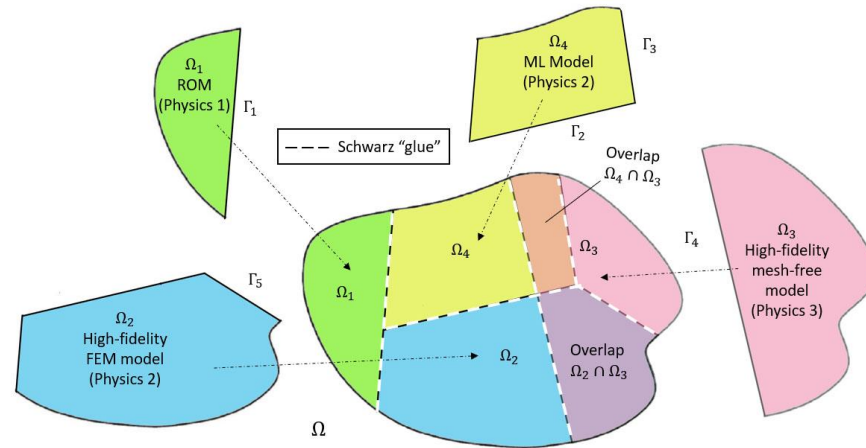 Ω₁
ROM
(Physics 1)
Γ₁
Ω₄
ML Model
(Physics 2)
Γ₃
Γ₂
Schwarz “glue”
Overlap
Ω₄ ∩ Ω₃
Ω₃
High-fidelity
mesh-free
model
(Physics 3)
Γ₄
Ω₂
High-fidelity
FEM model
(Physics 2)
Γ₅
Ω₁
Ω₄
Ω₃
Ω₂
Overlap
Ω₂ ∩ Ω₃
Ω